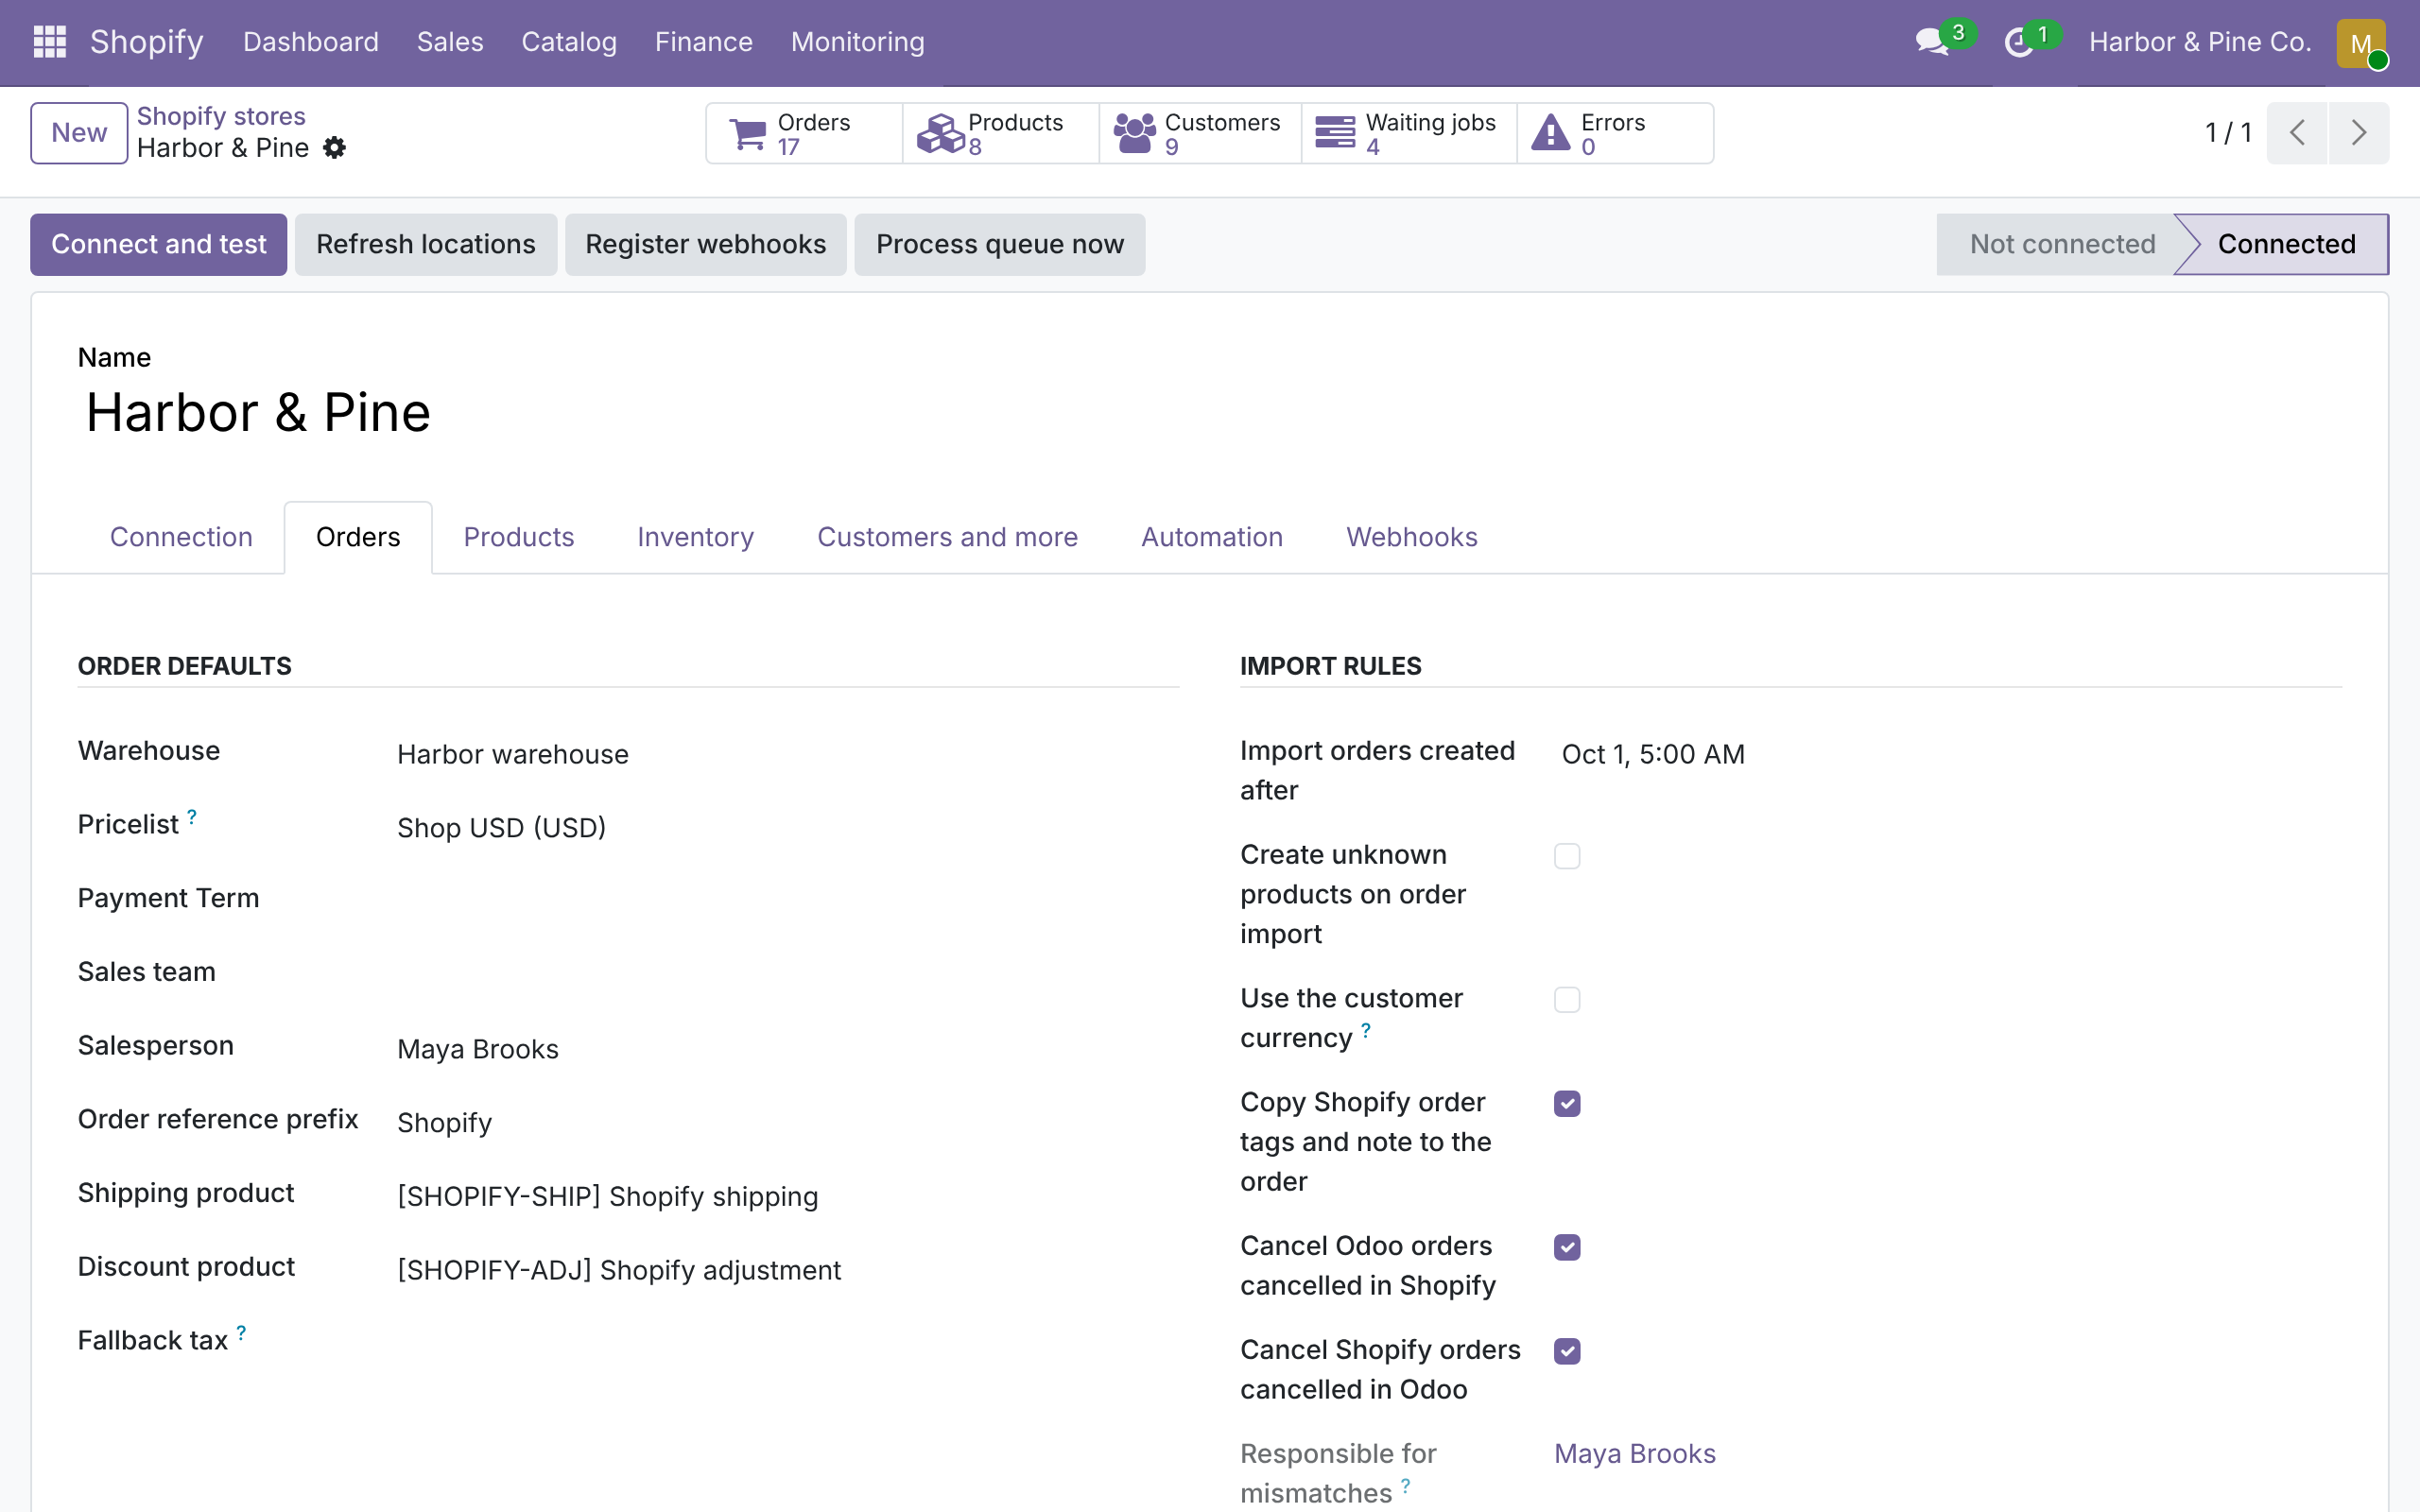 Shopify Dashboard Sales Catalog Finance Monitoring 3 1 Harbor & Pine Co. M
New Shopify stores
Harbor & Pine
Orders 17 Products 8 Customers 9 Waiting jobs 4 Errors 0
1 / 1
Connect and test Refresh locations Register webhooks Process queue now Not connected Connected
Name
Harbor & Pine
Connection Orders Products Inventory Customers and more Automation Webhooks
ORDER DEFAULTS
Warehouse Harbor warehouse
Pricelist ? Shop USD (USD)
Payment Term
Sales team
Salesperson Maya Brooks
Order reference prefix Shopify
Shipping product [SHOPIFY-SHIP] Shopify shipping
Discount product [SHOPIFY-ADJ] Shopify adjustment
Fallback tax ?
IMPORT RULES
Import orders created Oct 1, 5:00 AM
after
Create unknown
products on order
import
Use the customer
currency ?
Copy Shopify order
tags and note to the
order
Cancel Odoo orders
cancelled in Shopify
Cancel Shopify orders
cancelled in Odoo
Responsible for Maya Brooks
mismatches ?